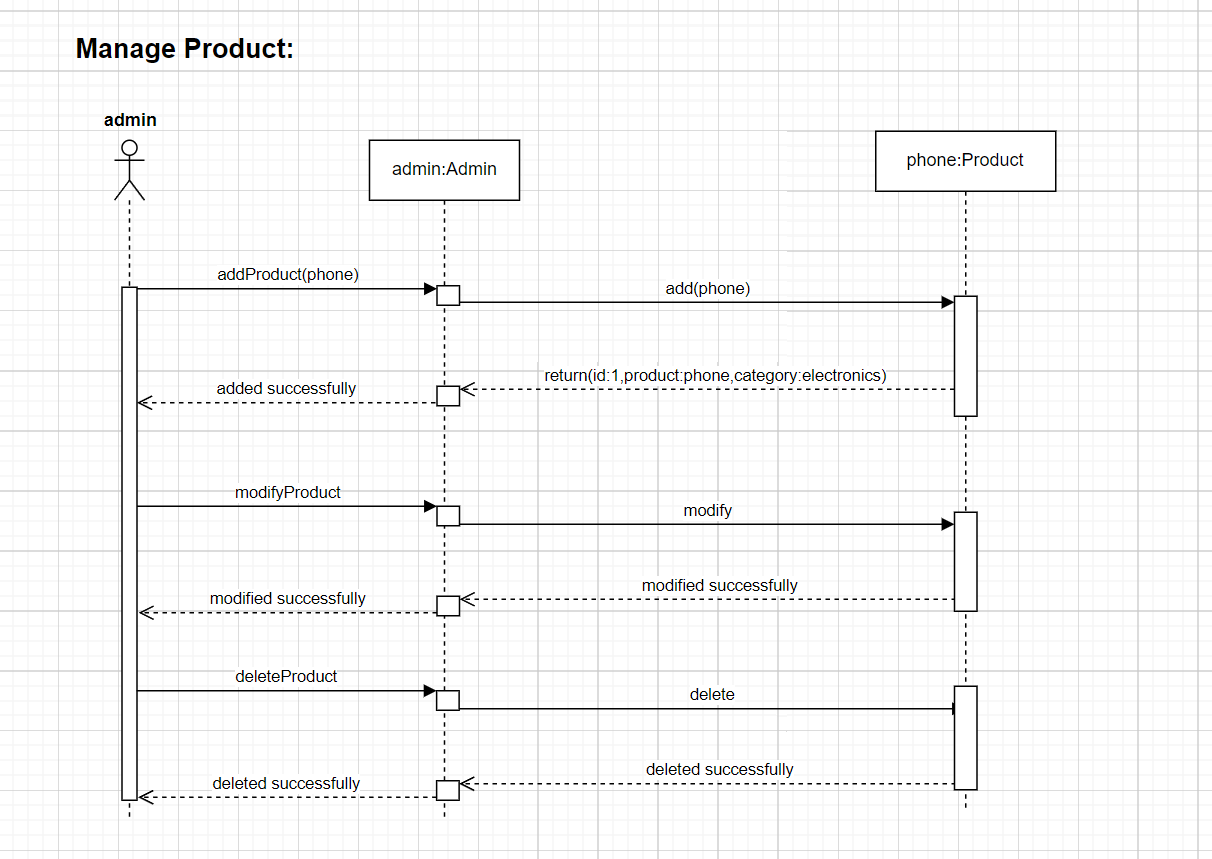 Manage Product:
admin
admin:Admin
phone:Product
addProduct(phone)
add(phone)
return(id:1,product:phone,category:electronics)
added successfully
modifyProduct
modify
modified successfully
modified successfully
deleteProduct
delete
deleted successfully
deleted successfully